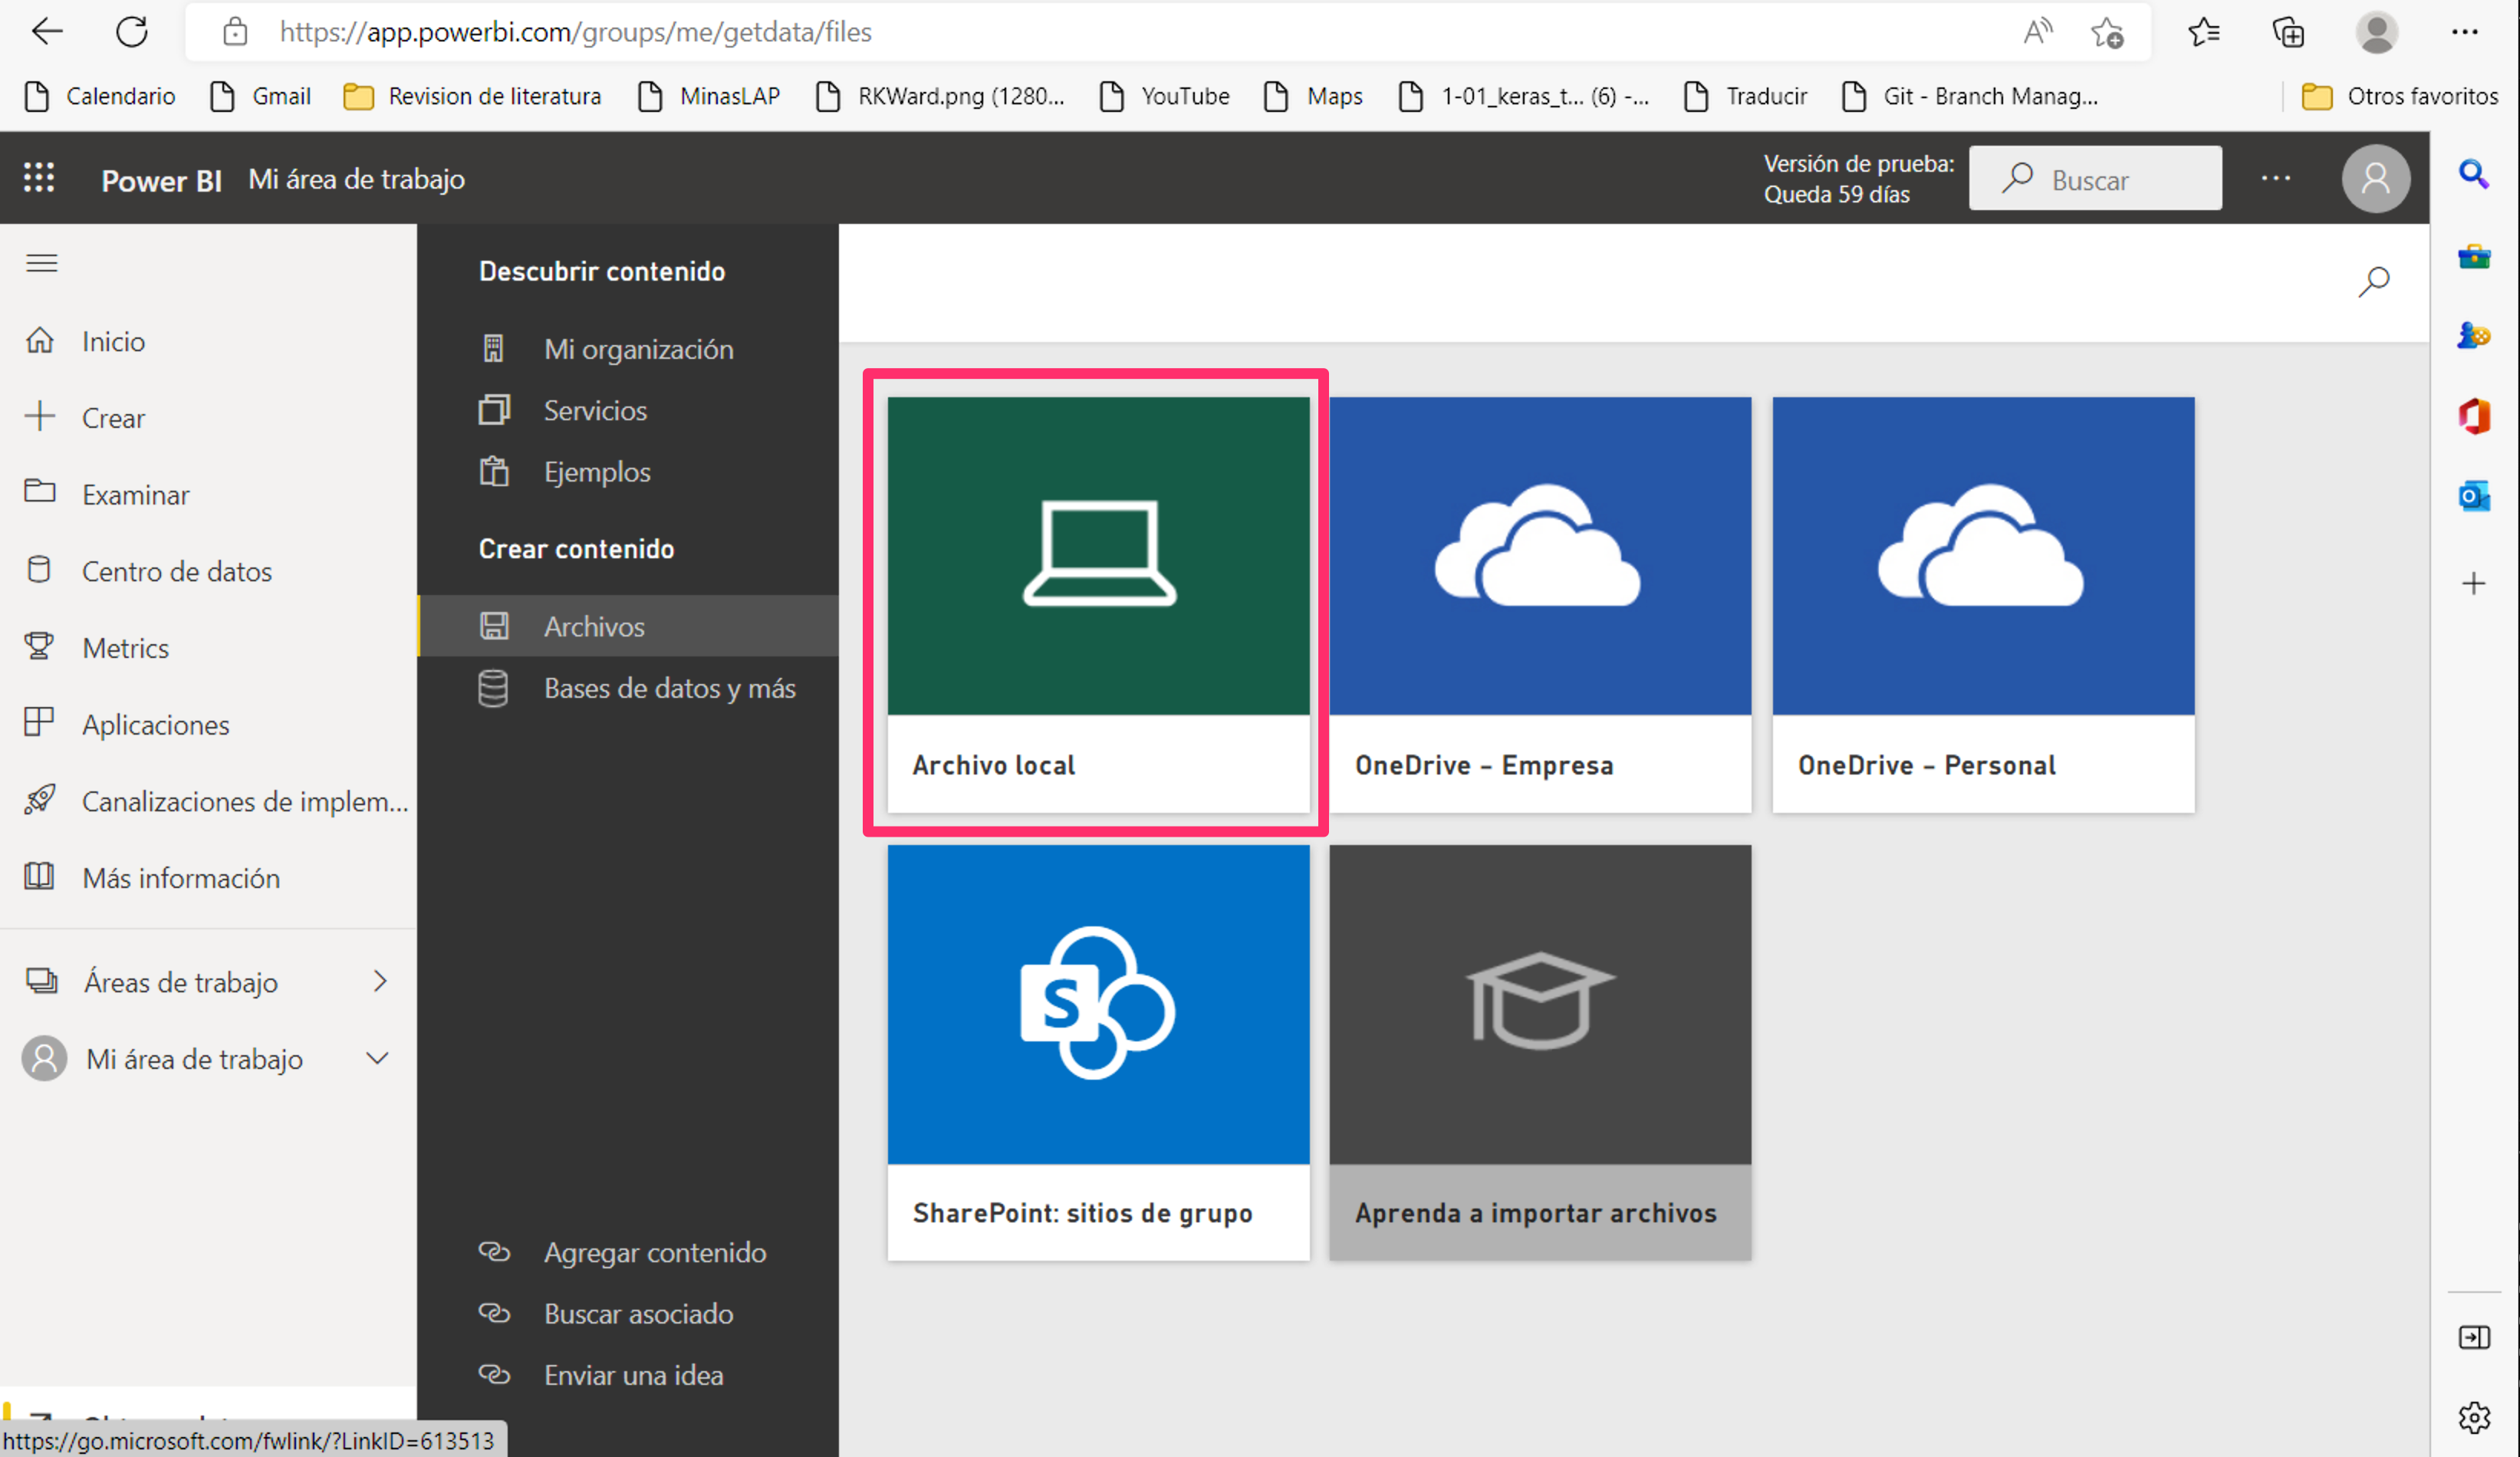 https://app.powerbi.com/groups/me/getdata/files
Calendario
Gmail
Revision de literatura
MinasLAP
RKWard.png (1280...
YouTube
Maps
1-01_keras_t... (6) -...
Traducir
Git - Branch Manag...
Otros favoritos
Power BI
Mi área de trabajo
Versión de prueba:
Queda 59 días
Buscar
Inicio
Crear
Examinar
Centro de datos
Metrics
Aplicaciones
Canalizaciones de implem...
Más información
Áreas de trabajo
Mi área de trabajo
https://go.microsoft.com/fwlink/?LinkID=613513
Descubrir contenido
Mi organización
Servicios
Ejemplos
Crear contenido
Archivos
Bases de datos y más
Agregar contenido
Buscar asociado
Enviar una idea
Archivo local
OneDrive – Empresa
OneDrive – Personal
S
SharePoint: sitios de grupo
Aprenda a importar archivos